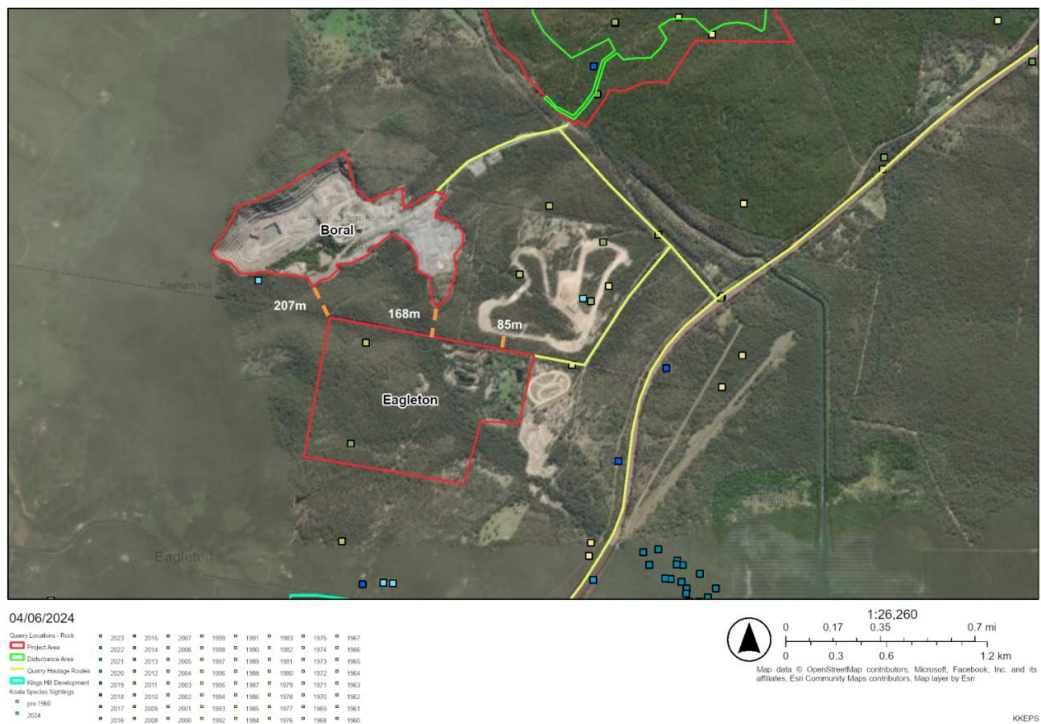 Boral
Seaham Hill
207m
168m
85m
Eagleton
Eagleton
04/06/2024
1:26,260
0 0.17 0.35 0.7 mi
0 0.3 0.6 1.2 km
Map data © OpenStreetMap contributors, Microsoft, Facebook, Inc. and its
affiliates, Esri Community Maps contributors, Map layer by Esri
KKEPS
Quarry Locations - Rock
Project Area
Disturbance Area
Quarry Haulage Routes
Kings Hill Development
Koala Species Sightings
pre 1960
2024
2023 2015 2007 1999 1991 1983 1975 1967
2022 2014 2006 1998 1990 1982 1974 1966
2021 2013 2005 1997 1989 1981 1973 1965
2020 2012 2004 1996 1988 1980 1972 1964
2019 2011 2003 1995 1987 1979 1971 1963
2018 2010 2002 1994 1986 1978 1970 1962
2017 2009 2001 1993 1985 1977 1969 1961
2016 2008 2000 1992 1984 1976 1968 1960